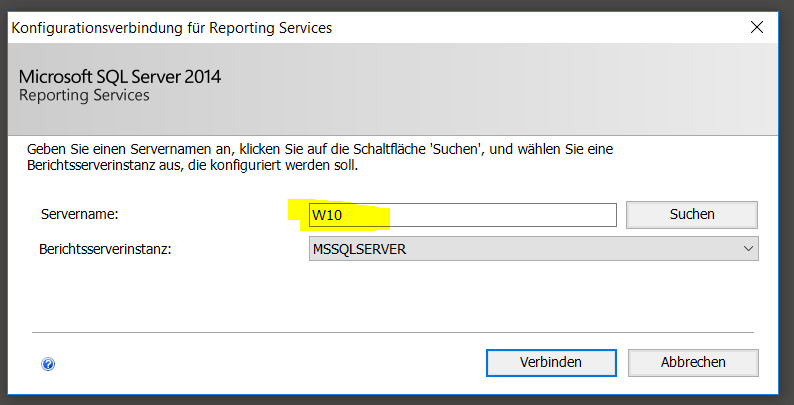 Konfigurationsverbindung für Reporting Services
Microsoft SQL Server 2014
Reporting Services
Geben Sie einen Servernamen an, klicken Sie auf die Schaltfläche 'Suchen', und wählen Sie eine
Berichtsserverinstanz aus, die konfiguriert werden soll.
Servername: W10 Suchen
Berichtsserverinstanz: MSSQLSERVER
? Verbinden Abbrechen